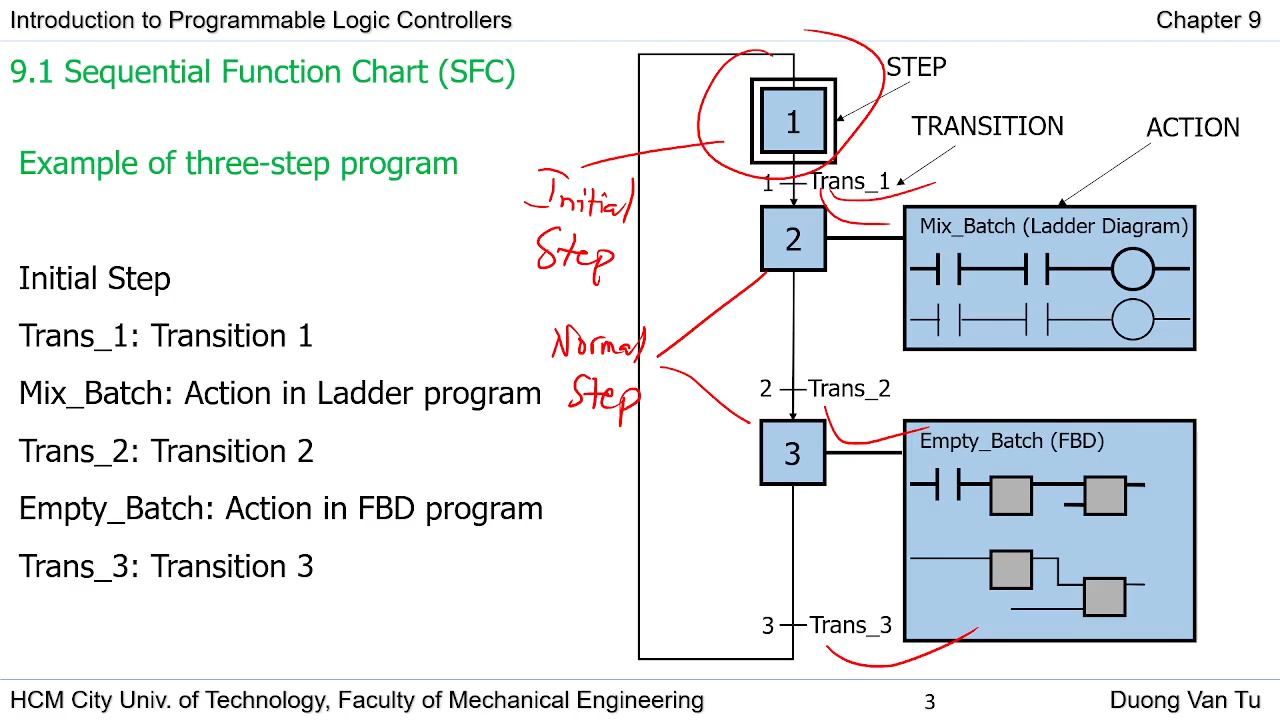 Introduction to Programmable Logic Controllers
Chapter 9
9.1 Sequential Function Chart (SFC)
Example of three-step program
Initial Step
Trans_1: Transition 1
Mix_Batch: Action in Ladder program
Trans_2: Transition 2
Empty_Batch: Action in FBD program
Trans_3: Transition 3
Initial
Step
Normal
Step
STEP
TRANSITION
ACTION
1
1 Trans_1
2
Mix_Batch (Ladder Diagram)
2 Trans_2
3
Empty_Batch (FBD)
3 Trans_3
HCM City Univ. of Technology, Faculty of Mechanical Engineering
3
Duong Van Tu